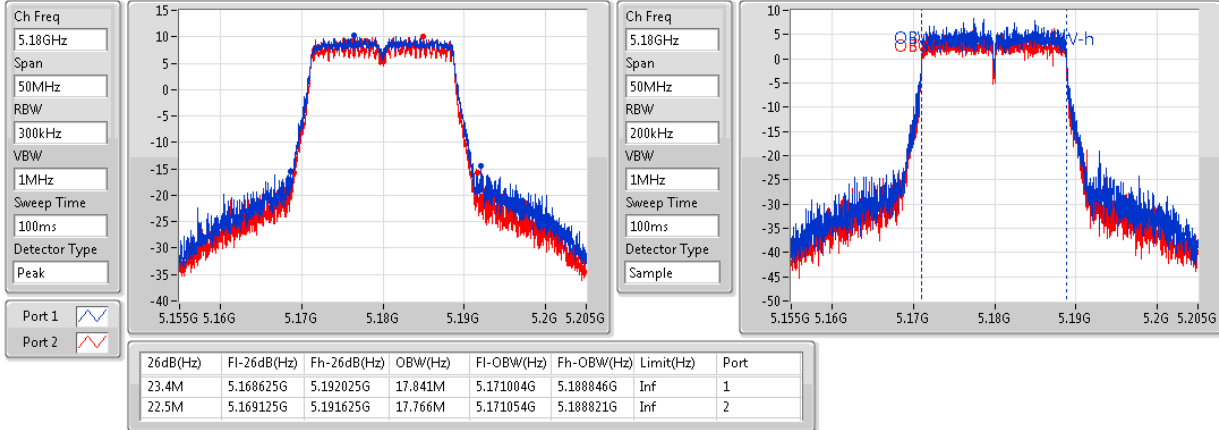 Ch Freq
5.18GHz
Span
50MHz
RBW
300kHz
VBW
1MHz
Sweep Time
100ms
Detector Type
Peak
Port 1
Port 2
15
10
5
0
-5
-10
-15
-20
-25
-30
-35
-40
5.155G 5.16G 5.17G 5.18G 5.19G 5.2G 5.205G
Ch Freq
5.18GHz
Span
50MHz
RBW
200kHz
VBW
1MHz
Sweep Time
100ms
Detector Type
Sample
10
5
0
-5
-10
-15
-20
-25
-30
-35
-40
-45
-50
5.155G 5.16G 5.17G 5.18G 5.19G 5.2G 5.205G
26dB(Hz) Fl-26dB(Hz) Fh-26dB(Hz) OBW(Hz) Fl-OBW(Hz) Fh-OBW(Hz) Limit(Hz) Port
23.4M 5.168625G 5.192025G 17.841M 5.171004G 5.188846G Inf 1
22.5M 5.169125G 5.191625G 17.766M 5.171054G 5.188821G Inf 2